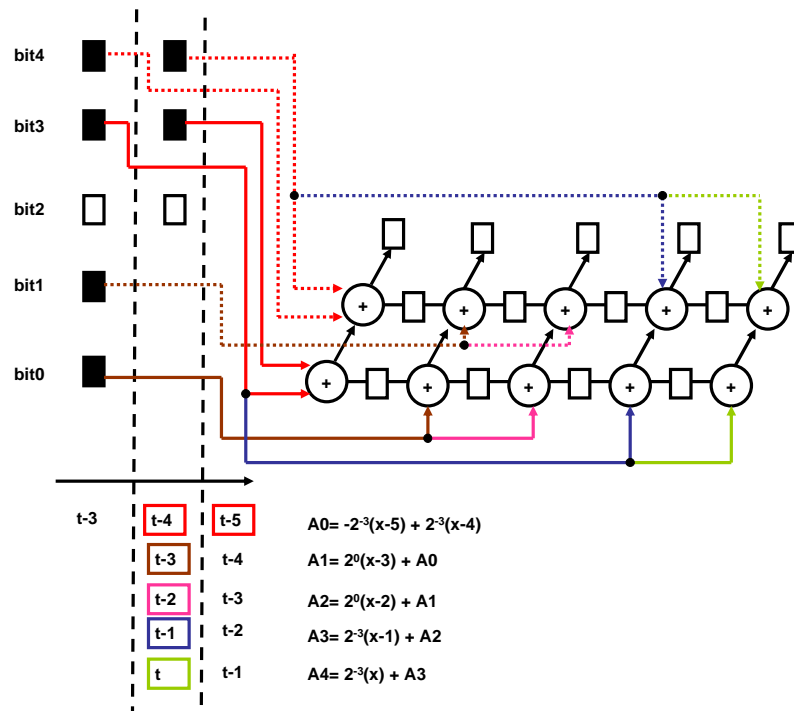 bit4
bit3
bit2
bit1
+ + + + +
bit0
+ + + + +
t-3 t-4 t-5 A0= -2⁻³(x-5) + 2⁻³(x-4)
t-3 t-4 A1= 2⁰(x-3) + A0
t-2 t-3 A2= 2⁰(x-2) + A1
t-1 t-2 A3= 2⁻³(x-1) + A2
t t-1 A4= 2⁻³(x) + A3